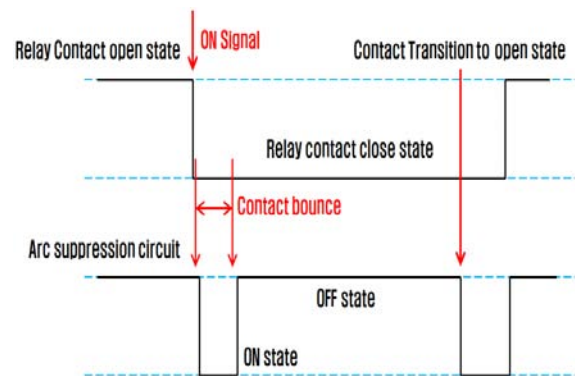 ON Signal
Relay Contact open state
Contact Transition to open state
Relay contact close state
Contact bounce
Arc suppression circuit
OFF state
ON state